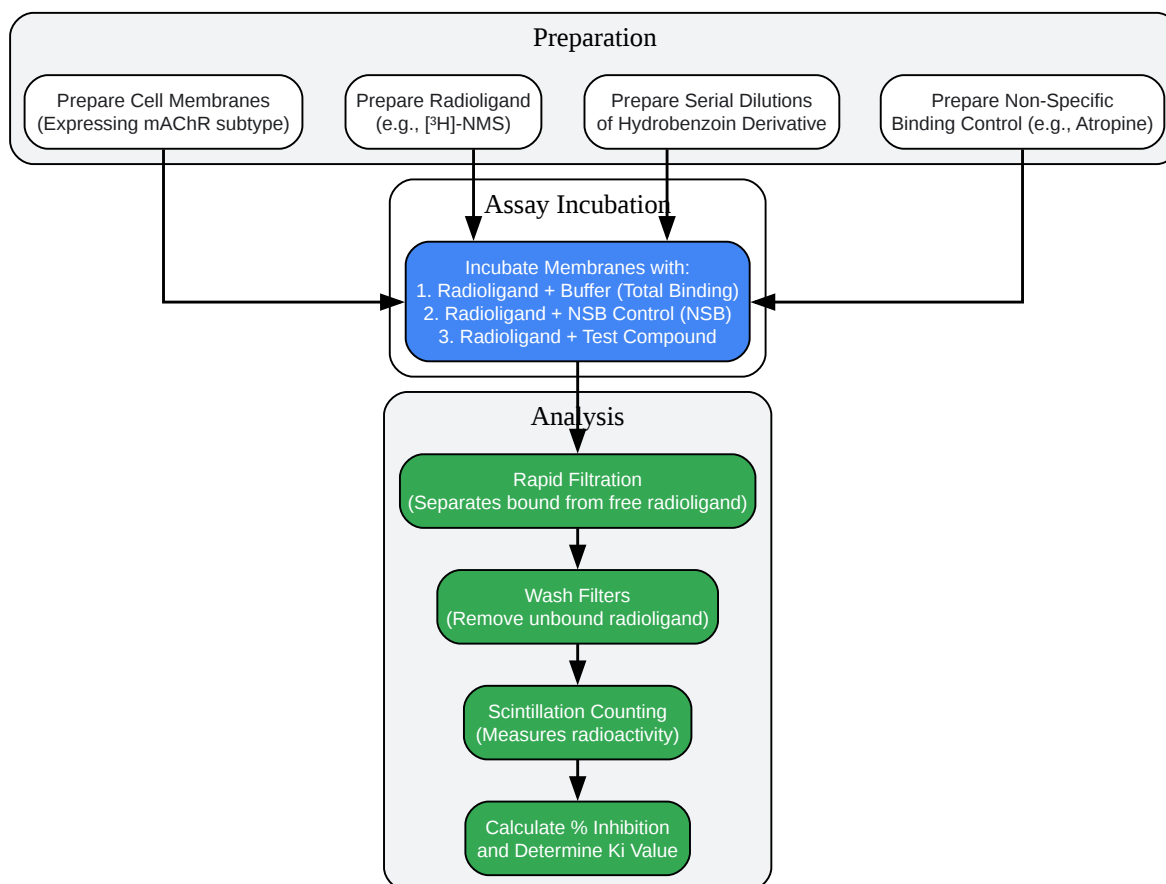 Preparation
Prepare Cell Membranes
(Expressing mAChR subtype)
Prepare Radioligand
(e.g., [³H]-NMS)
Prepare Serial Dilutions
of Hydrobenzoin Derivative
Prepare Non-Specific
Binding Control (e.g., Atropine)
Assay Incubation
Incubate Membranes with:
1. Radioligand + Buffer (Total Binding)
2. Radioligand + NSB Control (NSB)
3. Radioligand + Test Compound
Analysis
Rapid Filtration
(Separates bound from free radioligand)
Wash Filters
(Remove unbound radioligand)
Scintillation Counting
(Measures radioactivity)
Calculate % Inhibition
and Determine Ki Value